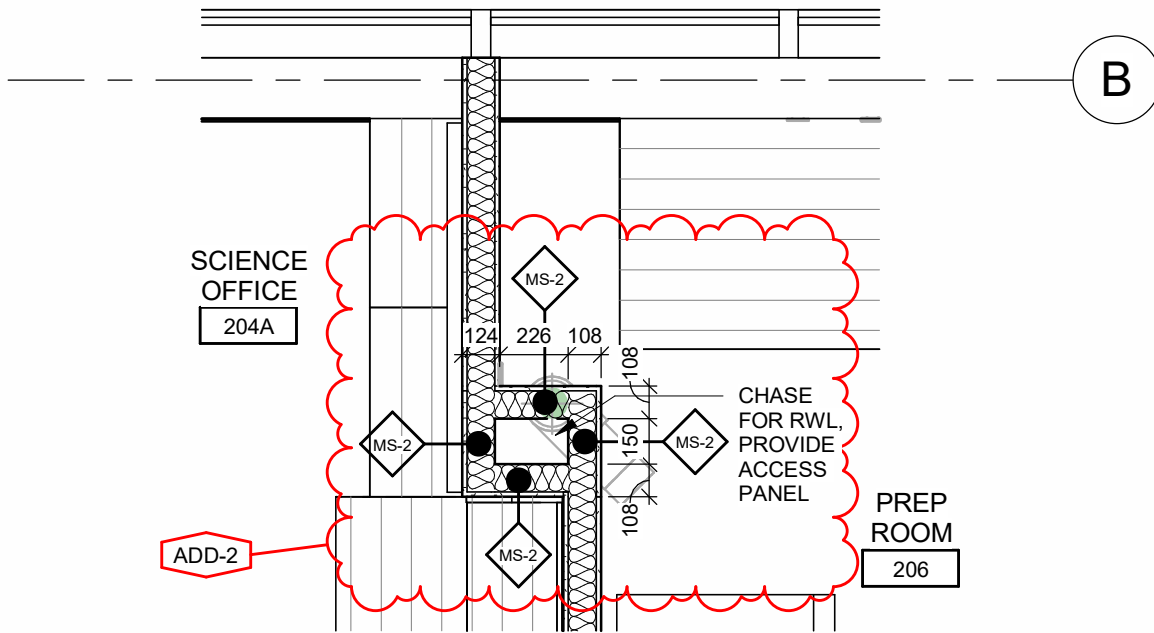 B
SCIENCE
OFFICE
204A
MS-2
124
226
108
108
150
108
CHASE
FOR RWL,
PROVIDE
ACCESS
PANEL
MS-2
MS-2
MS-2
ADD-2
PREP
ROOM
206